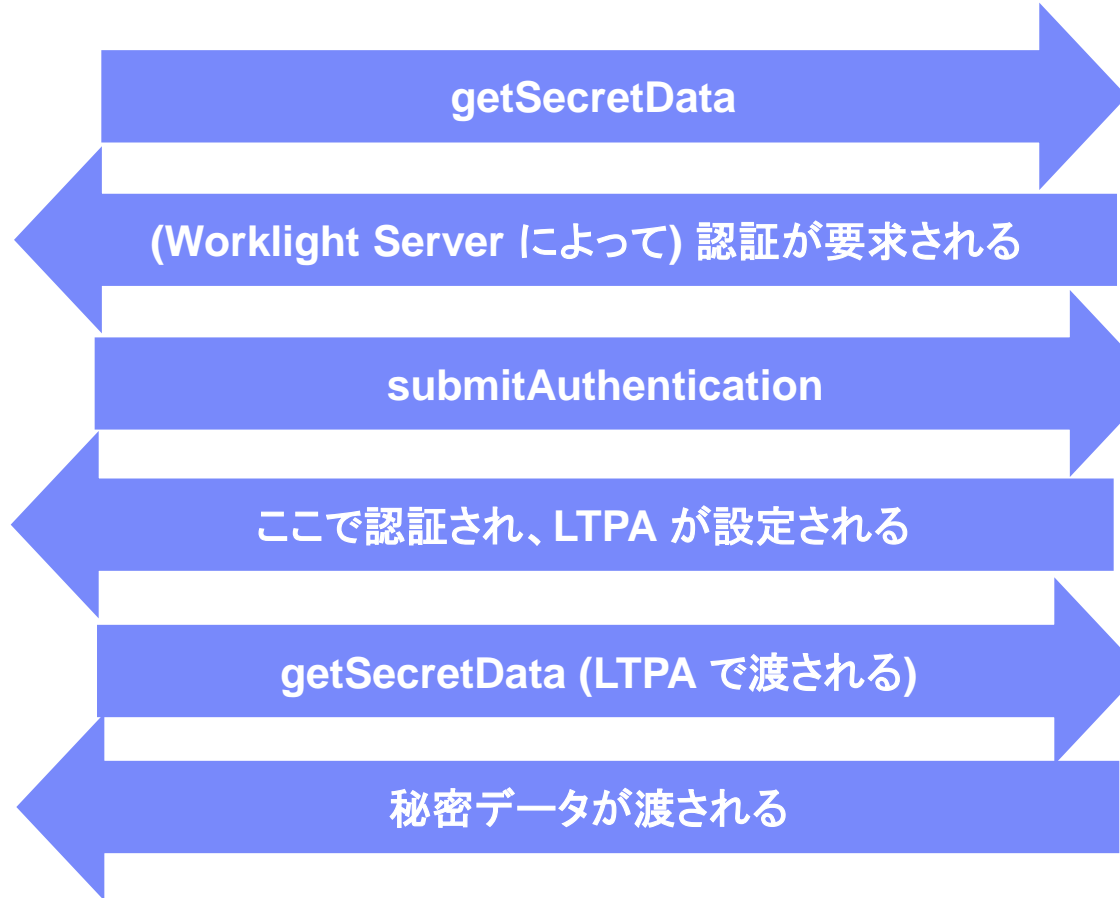 getSecretData
(Worklight Server によって) 認証が要求される
submitAuthentication
ここで認証され、LTPA が設定される
getSecretData (LTPA で渡される)
秘密データが渡される